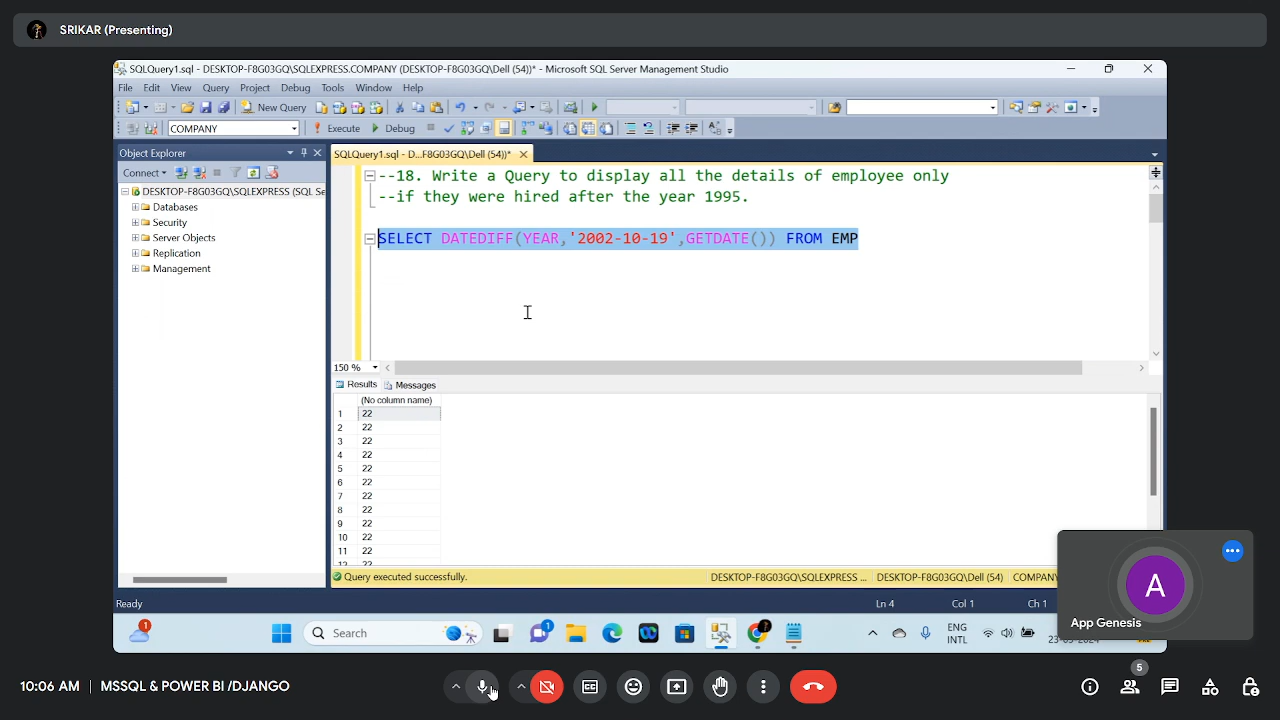 SRIKAR (Presenting)
SQLQuery1.sql - DESKTOP-F8G03GQ\SQLEXPRESS.COMPANY (DESKTOP-F8G03GQ\Dell (54))* - Microsoft SQL Server Management Studio
File Edit View Query Project Debug Tools Window Help
New Query
COMPANY
Execute
Debug
Object Explorer
SQLQuery1.sql - D...F8G03GQ\Dell (54))*
Connect
DESKTOP-F8G03GQ\SQLEXPRESS (SQL Se
Databases
Security
Server Objects
Replication
Management
--18. Write a Query to display all the details of employee only
--if they were hired after the year 1995.
SELECT DATEDIFF(YEAR,'2002-10-19',GETDATE()) FROM EMP
150 %
Results Messages
(No column name)
1 22
2 22
3 22
4 22
5 22
6 22
7 22
8 22
9 22
10 22
11 22
12 22
Query executed successfully.
DESKTOP-F8G03GQ\SQLEXPRESS ... DESKTOP-F8G03GQ\Dell (54) COMPAN
Ready
Ln 4 Col 1 Ch 1
1
Search
1
ENG
INTL
A
App Genesis
10:06 AM | MSSQL & POWER BI /DJANGO
5